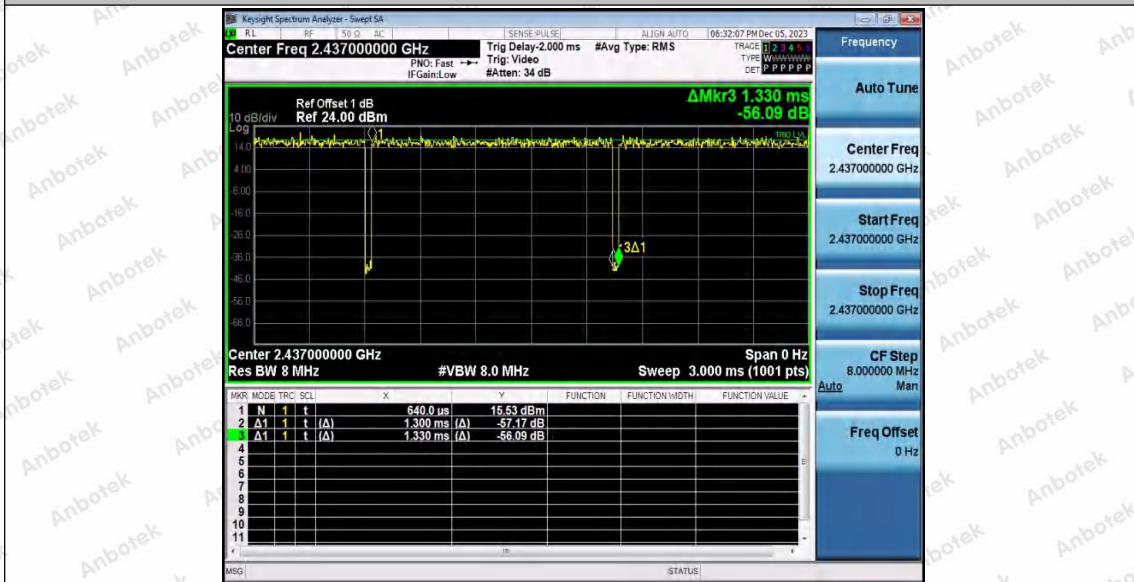 Keysight Spectrum Analyzer - Swept SA
RL RF 50 Ω AC SENSE:PULSE ALIGN AUTO 06:32:07 PM Dec 05, 2023
Center Freq 2.437000000 GHz
PNO: Fast
IFGain:Low
Trig Delay-2.000 ms
Trig: Video
#Atten: 34 dB
#Avg Type: RMS
TRACE 1 2 3 4 5 6
TYPE WWWWWW
DET P P P P P P
Frequency
ΔMkr3 1.330 ms
-56.09 dB
Ref Offset 1 dB
10 dB/div Ref 24.00 dBm
Log
TRIG LVL
1
14.0
4.00
-6.00
-16.0
-26.0
-36.0
-46.0
-56.0
-66.0
3Δ1
Center 2.437000000 GHz Span 0 Hz
Res BW 8 MHz #VBW 8.0 MHz Sweep 3.000 ms (1001 pts)
MKR MODE TRC SCL X Y FUNCTION FUNCTION WIDTH FUNCTION VALUE
1 N 1 t 640.0 µs 15.53 dBm
2 Δ1 1 t (Δ) 1.300 ms (Δ) -57.17 dB
3 Δ1 1 t (Δ) 1.330 ms (Δ) -56.09 dB
4
5
6
7
8
9
10
11
MSG STATUS
Auto Tune
Center Freq
2.437000000 GHz
Start Freq
2.437000000 GHz
Stop Freq
2.437000000 GHz
CF Step
8.000000 MHz
Auto Man
Freq Offset
0 Hz
Anbotek